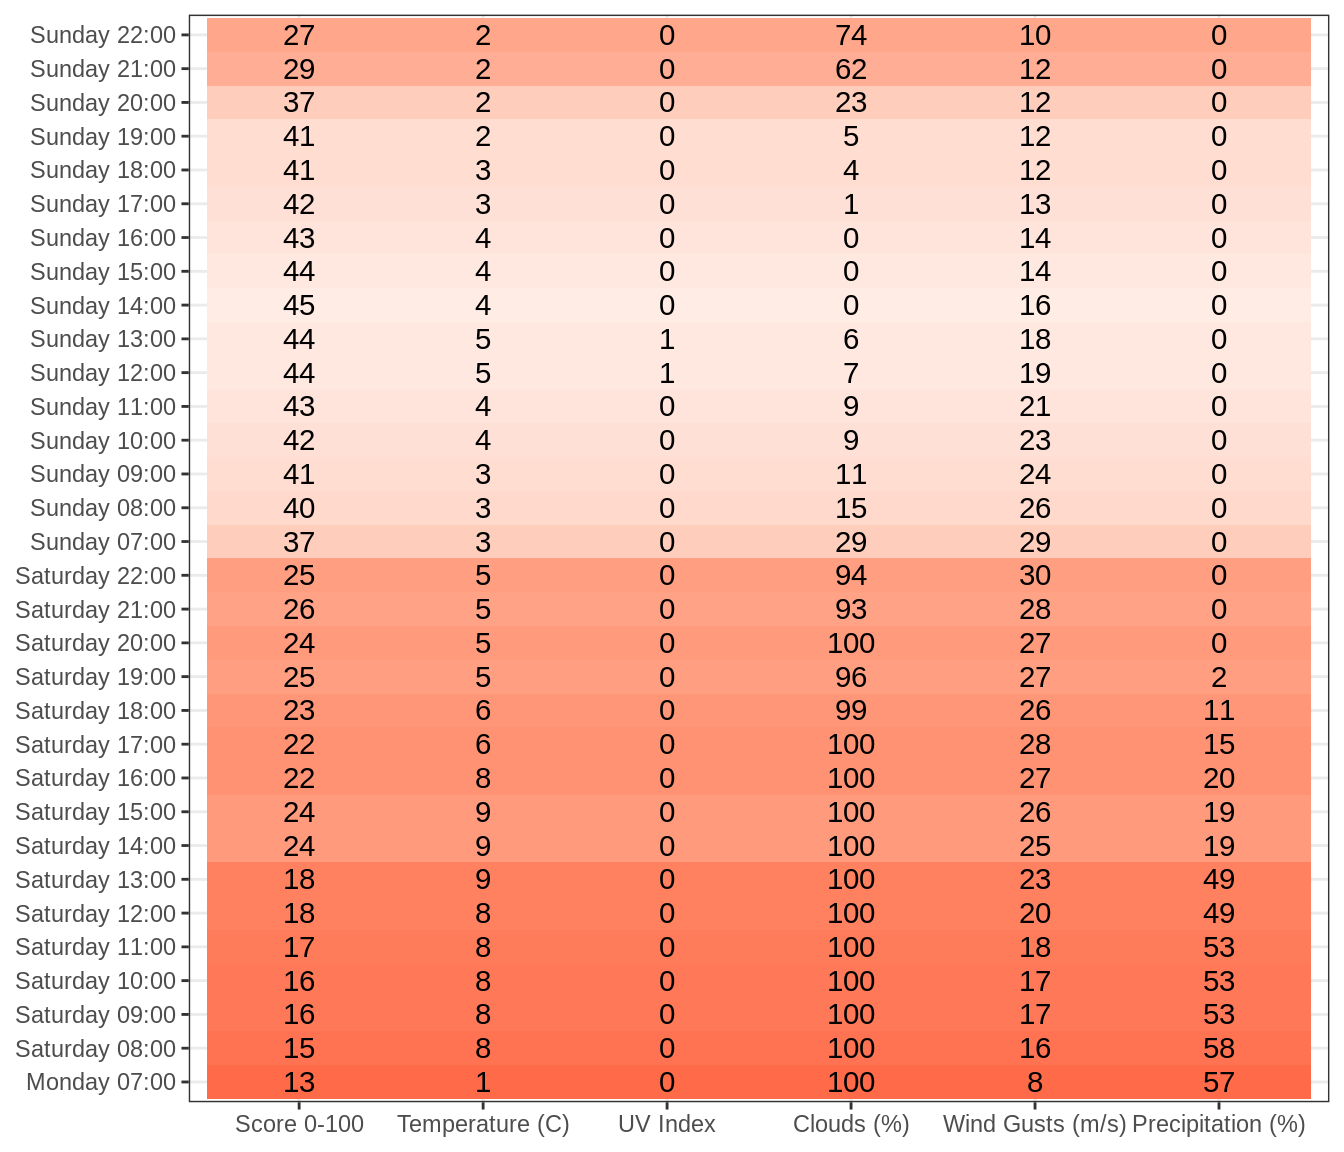 Sunday 22:00 27 2 0 74 10 0
Sunday 21:00 29 2 0 62 12 0
Sunday 20:00 37 2 0 23 12 0
Sunday 19:00 41 2 0 5 12 0
Sunday 18:00 41 3 0 4 12 0
Sunday 17:00 42 3 0 1 13 0
Sunday 16:00 43 4 0 0 14 0
Sunday 15:00 44 4 0 0 14 0
Sunday 14:00 45 4 0 0 16 0
Sunday 13:00 44 5 1 6 18 0
Sunday 12:00 44 5 1 7 19 0
Sunday 11:00 43 4 0 9 21 0
Sunday 10:00 42 4 0 9 23 0
Sunday 09:00 41 3 0 11 24 0
Sunday 08:00 40 3 0 15 26 0
Sunday 07:00 37 3 0 29 29 0
Saturday 22:00 25 5 0 94 30 0
Saturday 21:00 26 5 0 93 28 0
Saturday 20:00 24 5 0 100 27 0
Saturday 19:00 25 5 0 96 27 2
Saturday 18:00 23 6 0 99 26 11
Saturday 17:00 22 6 0 100 28 15
Saturday 16:00 22 8 0 100 27 20
Saturday 15:00 24 9 0 100 26 19
Saturday 14:00 24 9 0 100 25 19
Saturday 13:00 18 9 0 100 23 49
Saturday 12:00 18 8 0 100 20 49
Saturday 11:00 17 8 0 100 18 53
Saturday 10:00 16 8 0 100 17 53
Saturday 09:00 16 8 0 100 17 53
Saturday 08:00 15 8 0 100 16 58
Monday 07:00 13 1 0 100 8 57
Score 0-100 Temperature (C) UV Index Clouds (%) Wind Gusts (m/s) Precipitation (%)